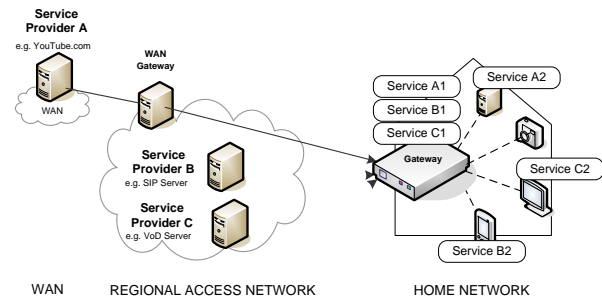 Service
Provider A
e.g. YouTube.com
WAN
WAN
Gateway
Service
Provider B
e.g. SIP Server
Service
Provider C
e.g. VoD Server
Service A1
Service B1
Service C1
Gateway
Service A2
Service C2
Service B2
WAN
REGIONAL ACCESS NETWORK
HOME NETWORK